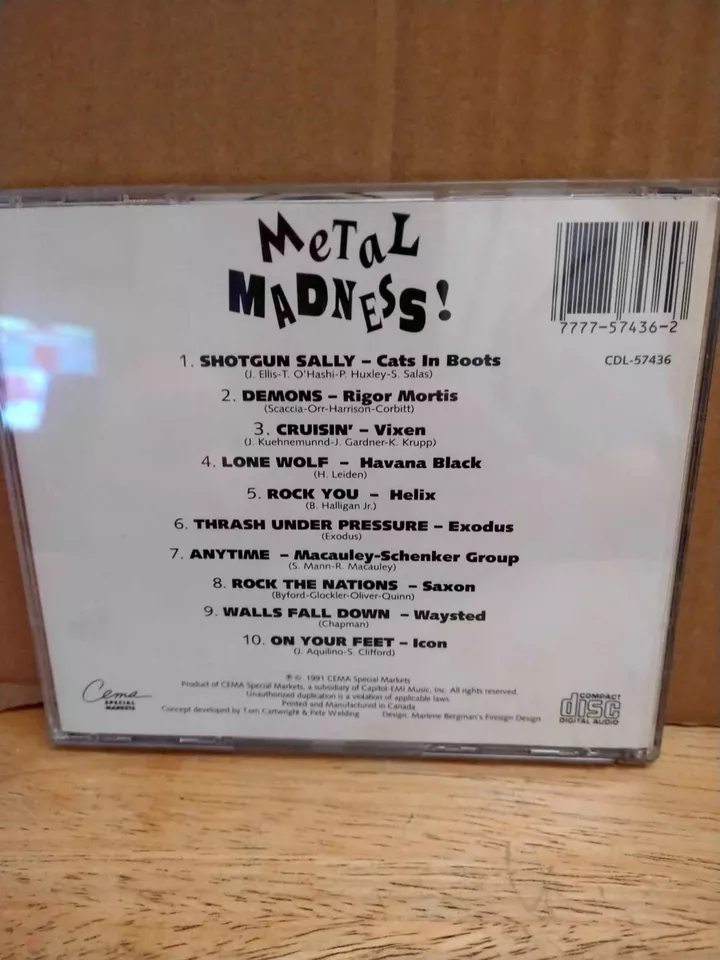 MeTaL
MADNESS!
7777-57436-2
CDL-57436
1. SHOTGUN SALLY – Cats In Boots
(J. Ellis-T. O'Hashi-P. Huxley-S. Salas)
2. DEMONS – Rigor Mortis
(Scaccia-Orr-Harrison-Corbitt)
3. CRUISIN' – Vixen
(J. Kuehnemunnd-J. Gardner-K. Krupp)
4. LONE WOLF – Havana Black
(H. Leiden)
5. ROCK YOU – Helix
(B. Halligan Jr.)
6. THRASH UNDER PRESSURE – Exodus
(Exodus)
7. ANYTIME – Macauley-Schenker Group
(S. Mann-R. Macauley)
8. ROCK THE NATIONS – Saxon
(Byford-Glockler-Oliver-Quinn)
9. WALLS FALL DOWN – Waysted
(Chapman)
10. ON YOUR FEET – Icon
(J. Aquilino-S. Clifford)
℗ © 1991 CEMA Special Markets
Product of CEMA Special Markets, a subsidiary of Capitol-EMI Music, Inc. All rights reserved.
Unauthorized duplication is a violation of applicable laws.
Printed and Manufactured in Canada
Concept developed by Tom Cartwright & Pete Welding Design: Marlene Bergman's Firesign Design
Cema
SPECIAL
MARKETS
COMPACT
disc
DIGITAL AUDIO